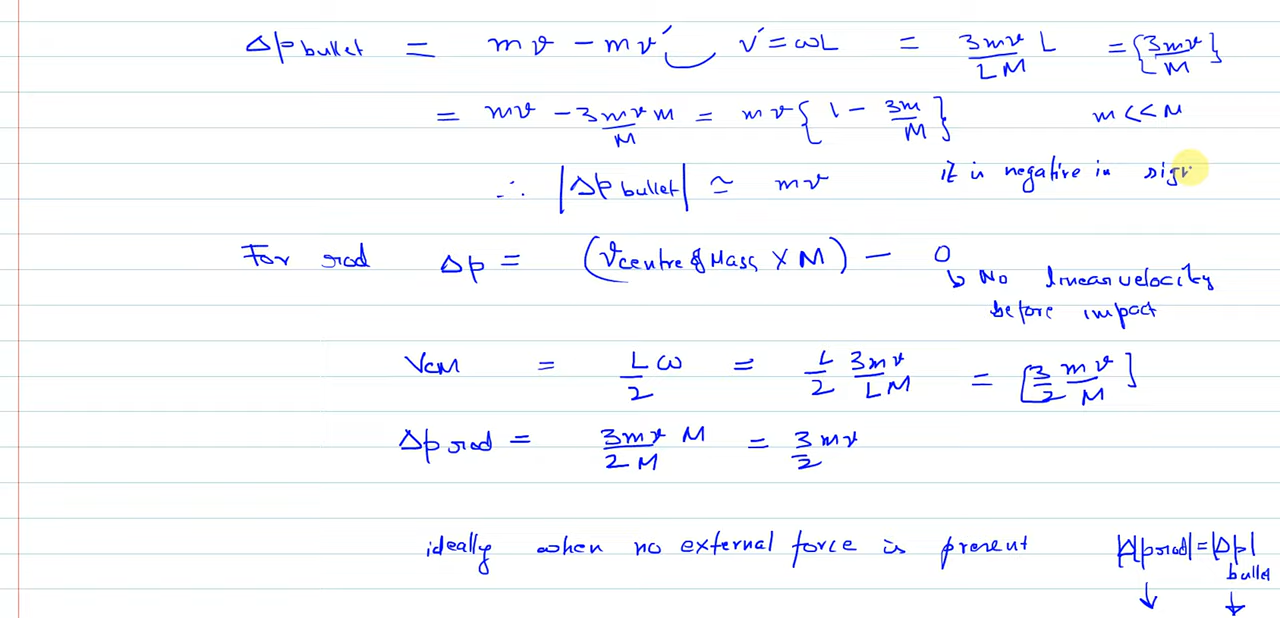 Δp bullet = mv - mv' v' = ωL = 3mv/LM L = {3mv/M}
= mv - 3mv/M m = mv{1 - 3m/M} m << M
∴ |Δp bullet| ≃ mv it is negative in sign
For rod Δp = (vcentre of Mass × M) - 0
↳ No linear velocity
before impact
VCM = L/2 ω = L/2 3mv/LM = [3/2 mv/M]
Δp rod = 3mv/2M M = 3/2 mv
ideally when no external force is present |Δp rod| = |Δp| bullet
↓ ↓